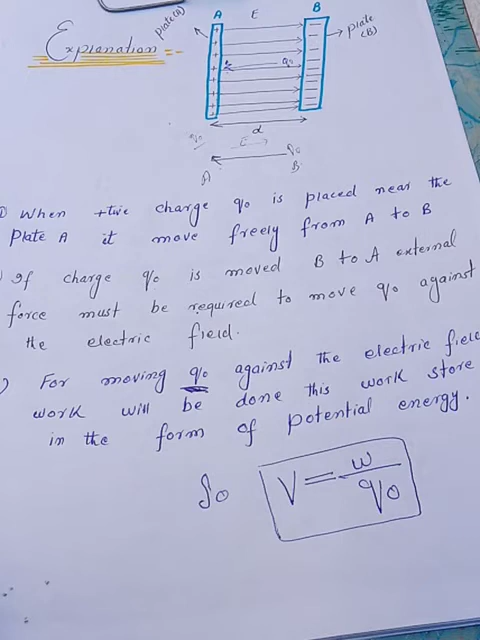 Explanation
plate(A)
A
E
B
plate
(B)
q₀
d
E
q₀
A
B
When +tive charge q₀ is placed near the
Plate A it move freely from A to B
If charge q₀ is moved B to A external
force must be required to move q₀ against
the electric field.
For moving q₀ against the electric field
work will be done this work store
in the form of potential energy.
So V = w/q₀